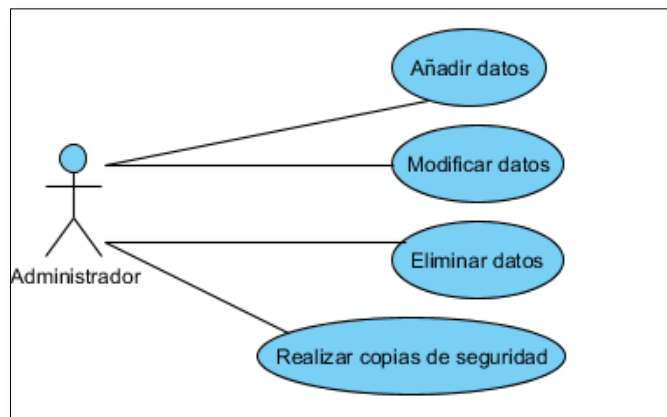 Añadir datos
Modificar datos
Eliminar datos
Administrador
Realizar copias de seguridad